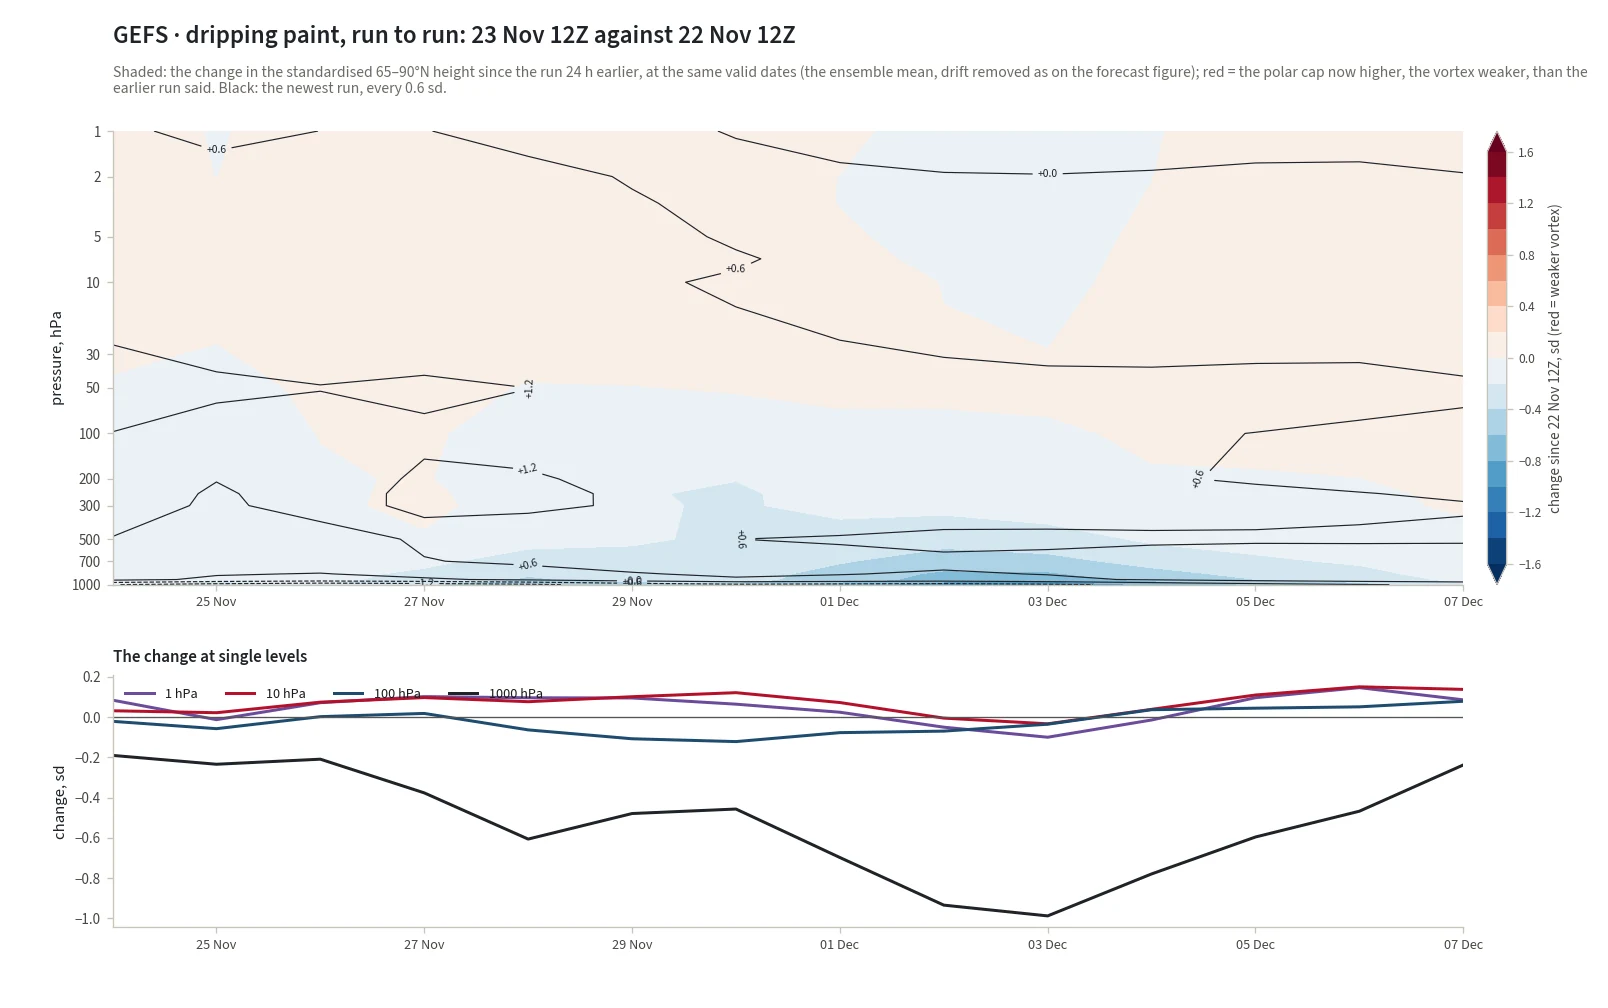 GEFS · dripping paint, run to run: 23 Nov 12Z against 22 Nov 12Z
Shaded: the change in the standardised 65–90°N height since the run 24 h earlier, at the same valid dates (the ensemble mean, drift removed as on the forecast figure); red = the polar cap now higher, the vortex weaker, than the
earlier run said. Black: the newest run, every 0.6 sd.
pressure, hPa
1
2
5
10
30
50
100
200
300
500
700
1000
+0.6
+0.0
+0.6
+1.2
+1.2
+0.6
+0.6
+0.6
25 Nov
27 Nov
29 Nov
01 Dec
03 Dec
05 Dec
07 Dec
1.6
1.2
0.8
0.4
0.0
−0.4
−0.8
−1.2
−1.6
change since 22 Nov 12Z, sd (red = weaker vortex)
The change at single levels
1 hPa
10 hPa
100 hPa
1000 hPa
change, sd
0.2
0.0
−0.2
−0.4
−0.6
−0.8
−1.0
25 Nov
27 Nov
29 Nov
01 Dec
03 Dec
05 Dec
07 Dec